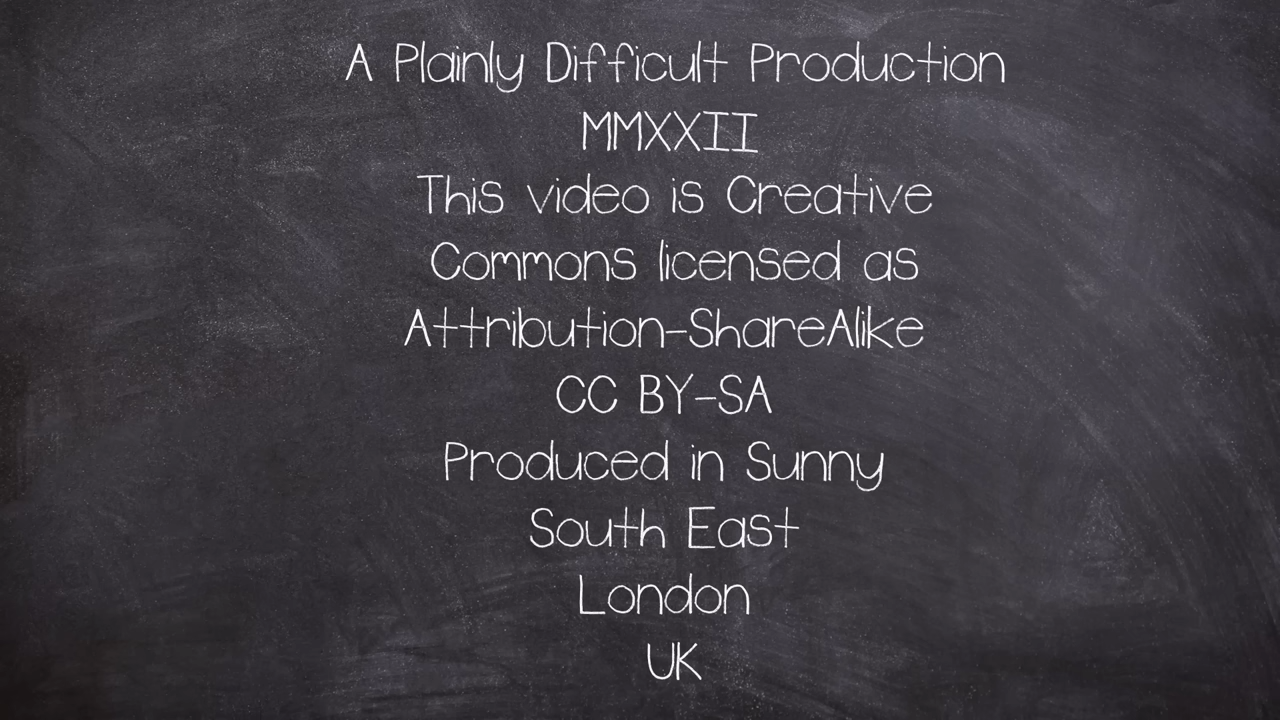 A Plainly Difficult Production
MMXXII
This video is Creative
Commons licensed as
Attribution-ShareAlike
CC BY-SA
Produced in Sunny
South East
London
UK